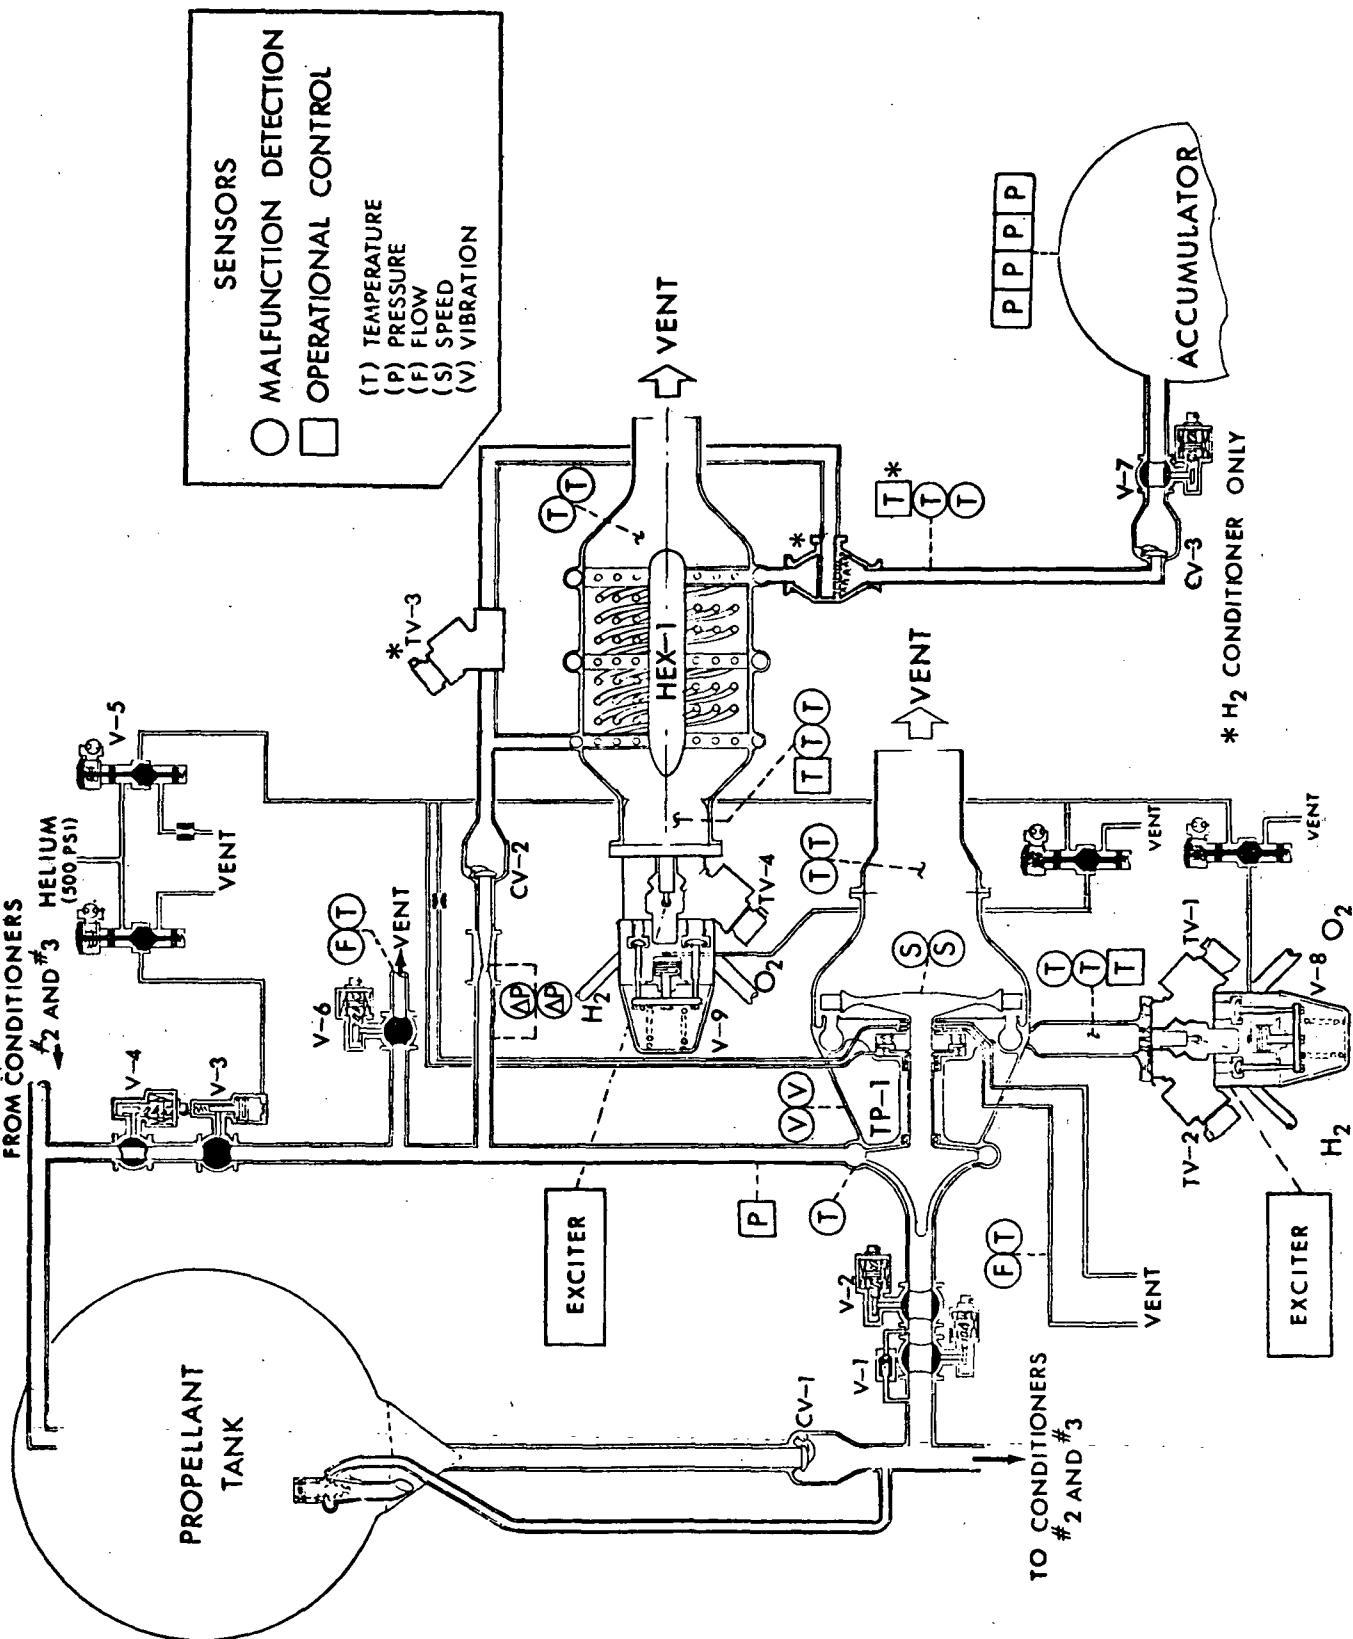 SENSORS
MALFUNCTION DETECTION
OPERATIONAL CONTROL
(T) TEMPERATURE
(P) PRESSURE
(F) FLOW
(S) SPEED
(V) VIBRATION
FROM CONDITIONERS
#2 AND #3
HELIUM
(500 PSI)
V-5
VENT
V-4
V-3
V-6
F T
VENT
CV-2
ΔP ΔP
* TV-3
T T
HEX-1
VENT
T T T
H2
O2
V-9
TV-4
*
T *
T
T
P P P P
ACCUMULATOR
V-7
CV-3
* H2 CONDITIONER ONLY
PROPELLANT
TANK
EXCITER
P
T
V V
TP-1
S S
T T
VENT
VENT
VENT
T T T
TV-1
TV-2
V-8
O2
H2
EXCITER
F T
VENT
V-2
V-1
CV-1
TO CONDITIONERS
#2 AND #3